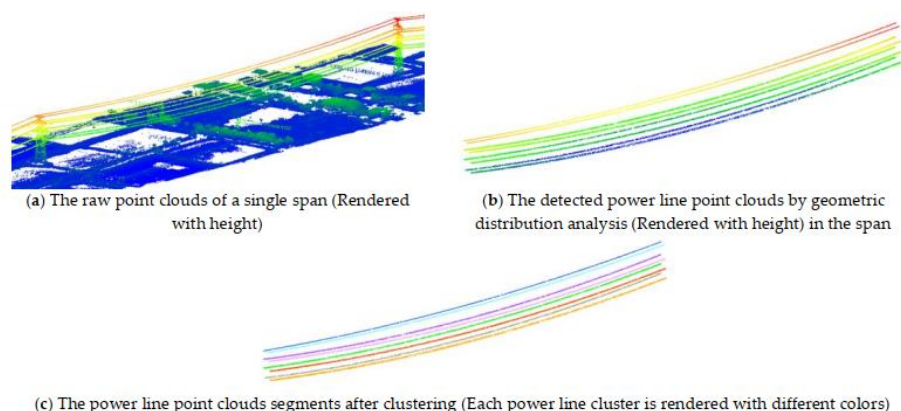 (a) The raw point clouds of a single span (Rendered
with height)
(b) The detected power line point clouds by geometric
distribution analysis (Rendered with height) in the span
(c) The power line point clouds segments after clustering (Each power line cluster is rendered with different colors)